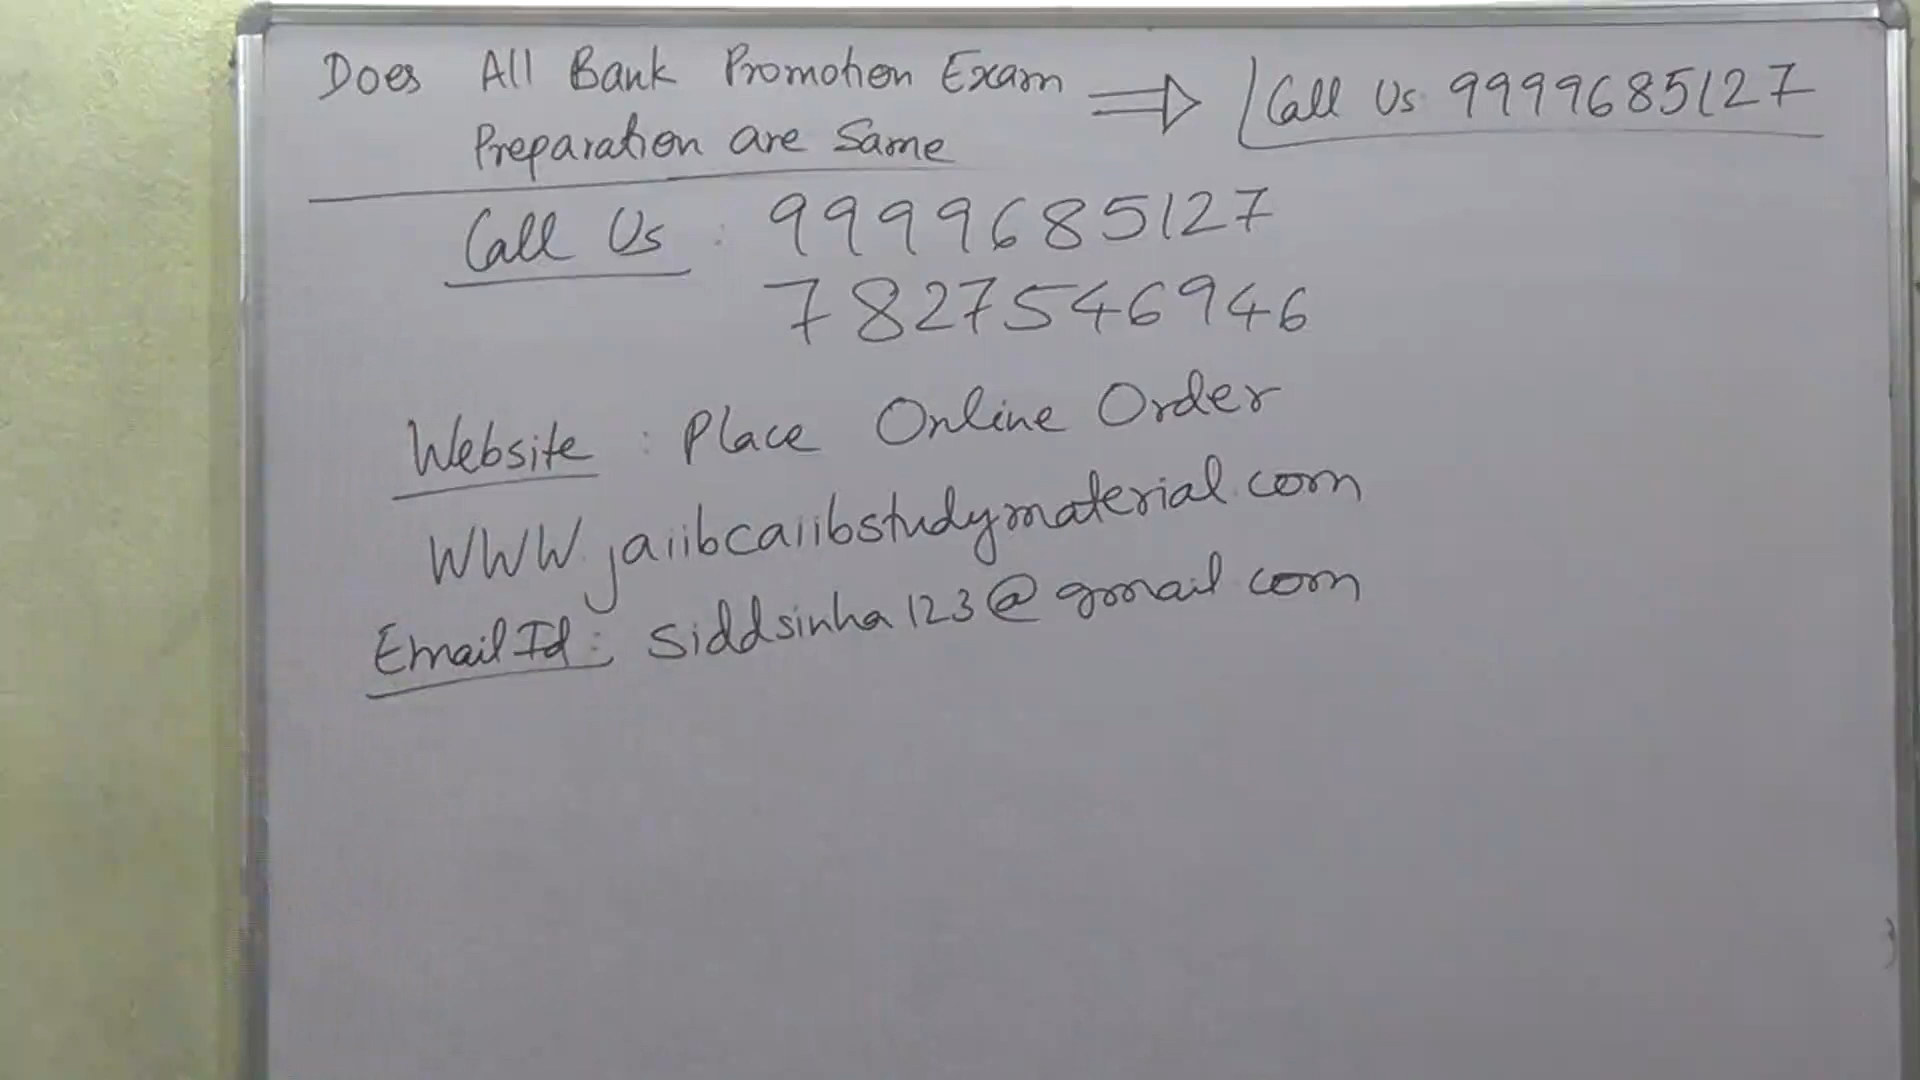 Does All Bank Promotion Exam ⇒ Call Us 9999685127
Preparation are Same
Call Us : 9999685127
7827546946
Website : Place Online Order
WWW.jaiibcaiibstudymaterial.com
Email Id : siddsinha123@gmail.com